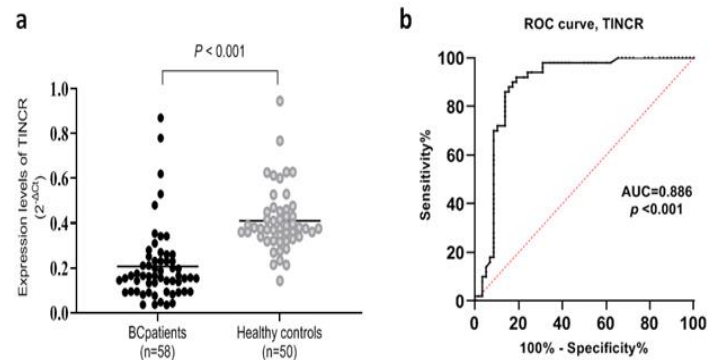 a
P < 0.001
Expression levels of TINCR
(2-ΔCt)
1.0
0.8
0.6
0.4
0.2
0.0
BCpatients
(n=58)
Healthy controls
(n=50)
b
ROC curve, TINCR
Sensitivity%
100
80
60
40
20
0
AUC=0.886
p <0.001
0 20 40 60 80 100
100% - Specificity%